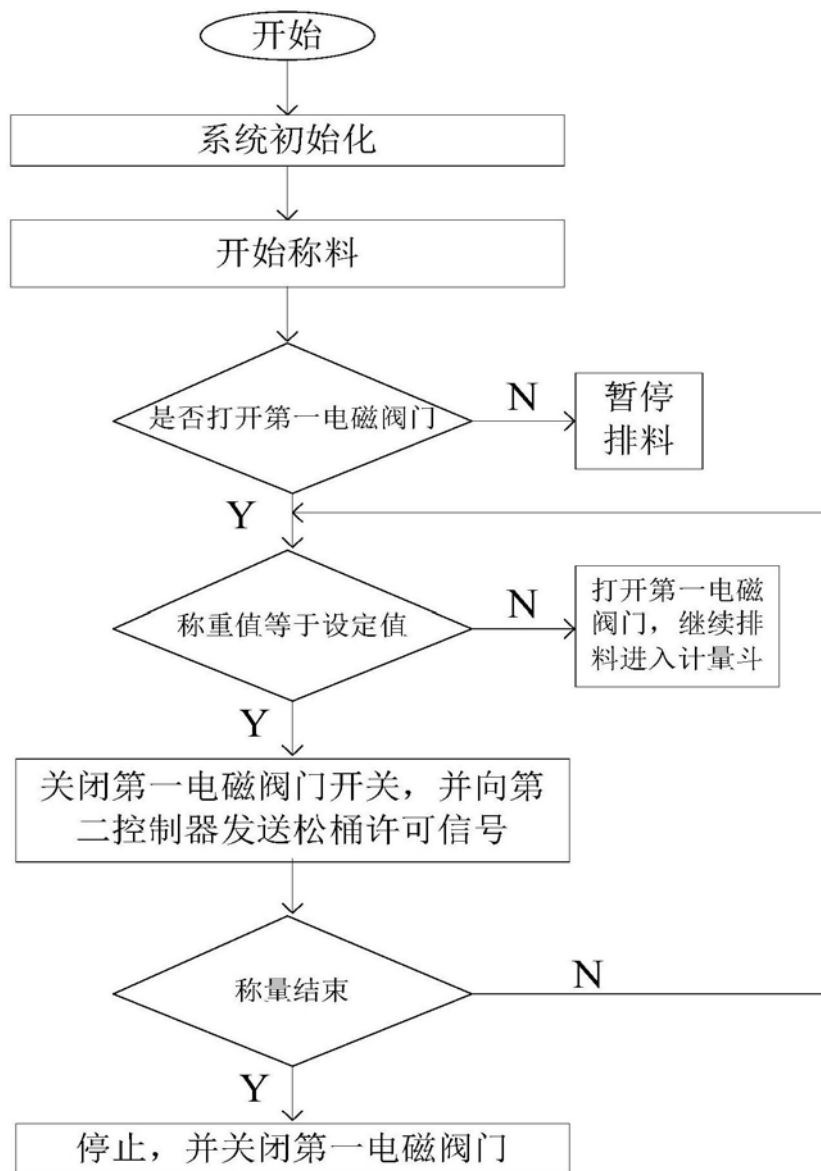 开始
系统初始化
开始称料
是否打开第一电磁阀门
N
暂停
排料
Y
称重值等于设定值
N
打开第一电磁
阀门，继续排
料进入计量斗
Y
关闭第一电磁阀门开关，并向第
二控制器发送松桶许可信号
称量结束
N
Y
停止，并关闭第一电磁阀门